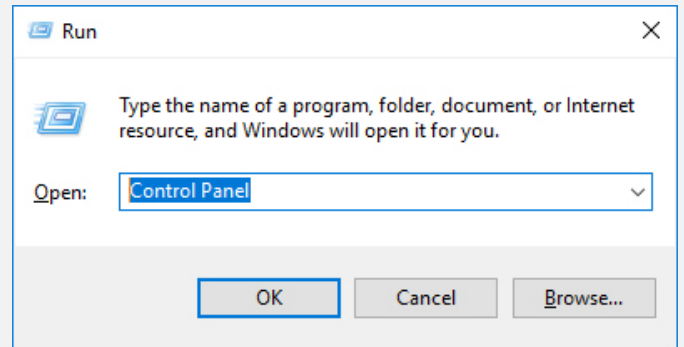 Run
Type the name of a program, folder, document, or Internet
resource, and Windows will open it for you.
Open: Control Panel
OK Cancel Browse...